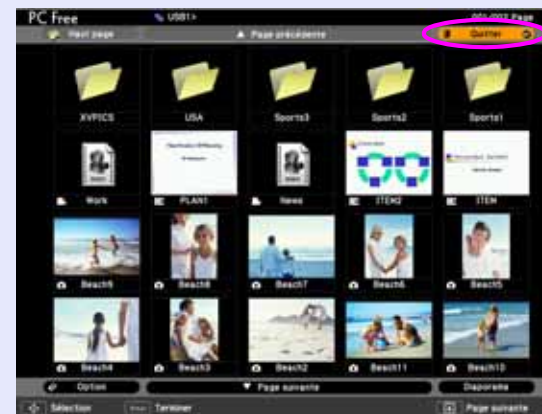 PC Free USB1> 001/002 Page
Haut page ▲ Page précédente Quitter
XVPICS USA Sports3 Sports2 Sports1
Work PLAN1 News ITEM2 ITEM
Beach9 Beach8 Beach7 Beach6 Beach5
Beach4 Beach3 Beach2 Beach11 Beach10
Option ▼ Page suivante Diaporama
Sélection Terminer Page suivante